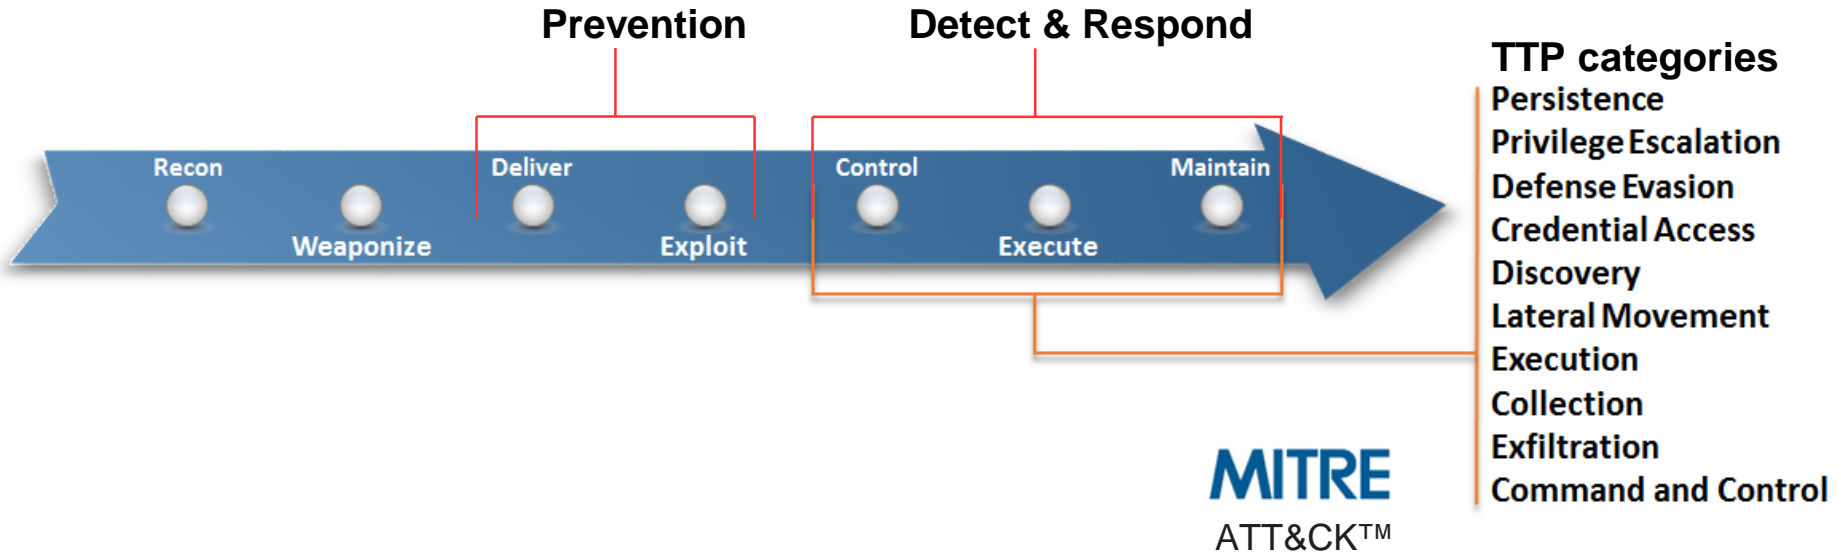 Prevention
Detect & Respond
TTP categories
Recon
Weaponize
Deliver
Exploit
Control
Execute
Maintain
Persistence
Privilege Escalation
Defense Evasion
Credential Access
Discovery
Lateral Movement
Execution
Collection
Exfiltration
Command and Control
MITRE
ATT&CK™